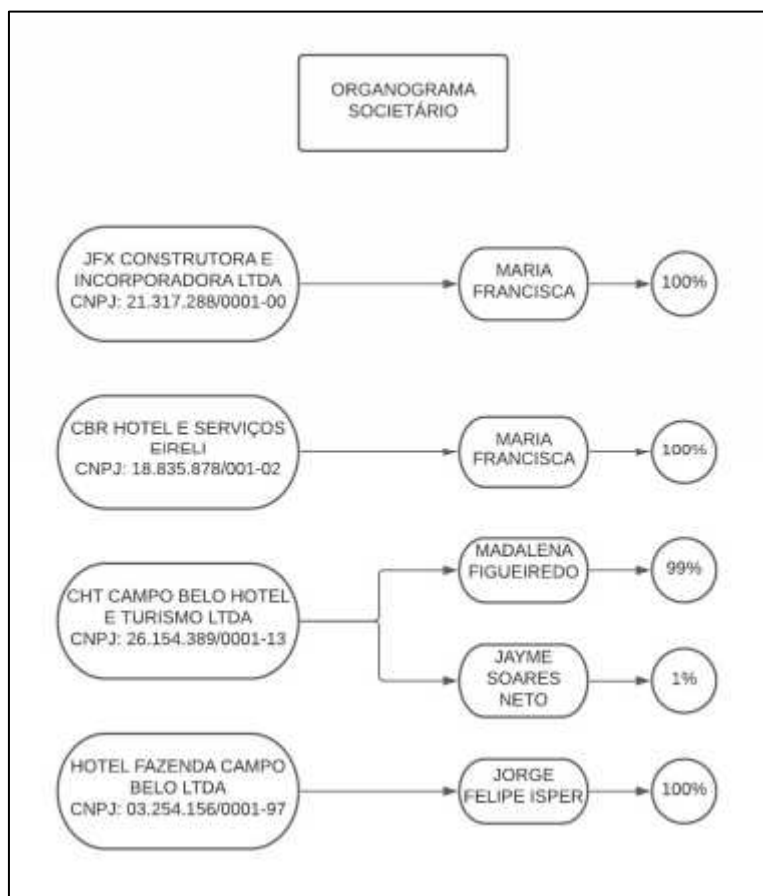 ORGANOGRAMA
SOCIETÁRIO
JFX CONSTRUTORA E
INCORPORADORA LTDA
CNPJ: 21.317.288/0001-00
MARIA
FRANCISCA
100%
CBR HOTEL E SERVIÇOS
EIRELI
CNPJ: 18.835.878/001-02
MARIA
FRANCISCA
100%
CHT CAMPO BELO HOTEL
E TURISMO LTDA
CNPJ: 26.154.389/0001-13
MADALENA
FIGUEIREDO
99%
JAYME
SOARES
NETO
1%
HOTEL FAZENDA CAMPO
BELO LTDA
CNPJ: 03.254.156/0001-97
JORGE
FELIPE ISPER
100%